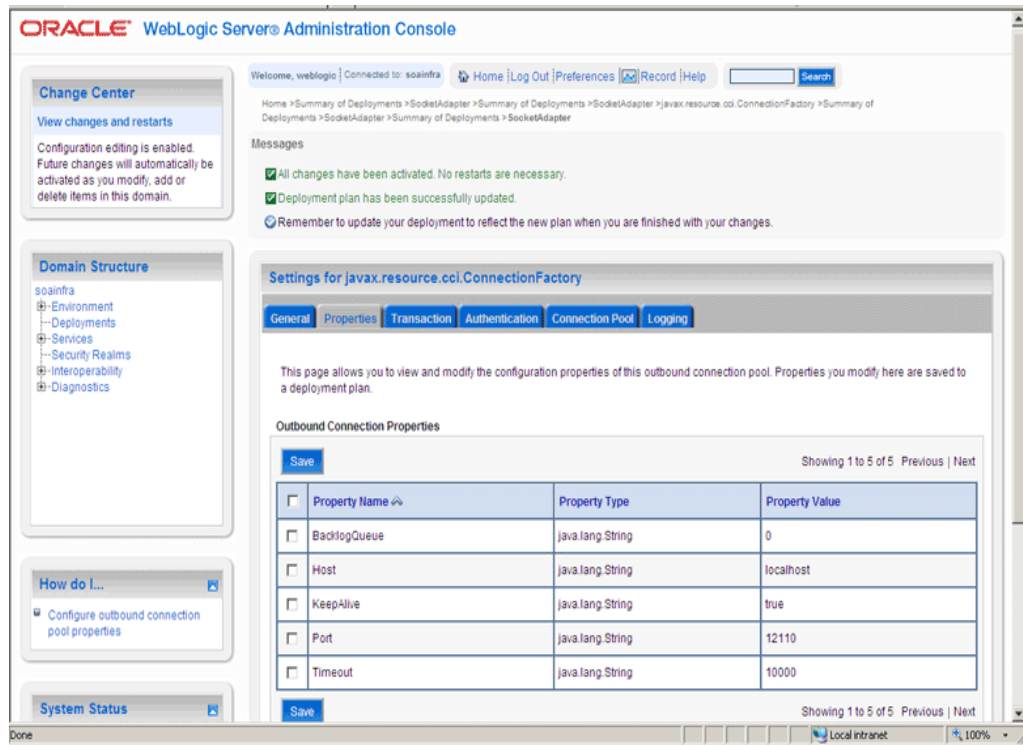 ORACLE® WebLogic Server® Administration Console
Change Center
View changes and restarts
Configuration editing is enabled.
Future changes will automatically be
activated as you modify, add or
delete items in this domain.
Domain Structure
soainfra
Environment
Deployments
Services
Security Realms
Interoperability
Diagnostics
How do I...
Configure outbound connection
pool properties
System Status
Welcome, weblogic Connected to: soainfra Home Log Out Preferences Record Help Search
Home >Summary of Deployments >SocketAdapter >Summary of Deployments >SocketAdapter >javax.resource.cci.ConnectionFactory >Summary of
Deployments >SocketAdapter >Summary of Deployments >SocketAdapter
Messages
All changes have been activated. No restarts are necessary.
Deployment plan has been successfully updated.
Remember to update your deployment to reflect the new plan when you are finished with your changes.
Settings for javax.resource.cci.ConnectionFactory
General Properties Transaction Authentication Connection Pool Logging
This page allows you to view and modify the configuration properties of this outbound connection pool. Properties you modify here are saved to
a deployment plan.
Outbound Connection Properties
Save Showing 1 to 5 of 5 Previous | Next
Property Name Property Type Property Value
BacklogQueue java.lang.String 0
Host java.lang.String localhost
KeepAlive java.lang.String true
Port java.lang.String 12110
Timeout java.lang.String 10000
Save Showing 1 to 5 of 5 Previous | Next
Done Local intranet 100%